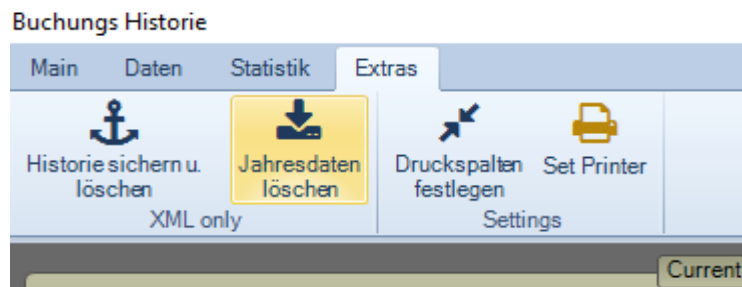 Buchungs Historie
Main Daten Statistik Extras
Historie sichern u. löschen
Jahresdaten löschen
Druckspalten festlegen
Set Printer
XML only
Settings
Current